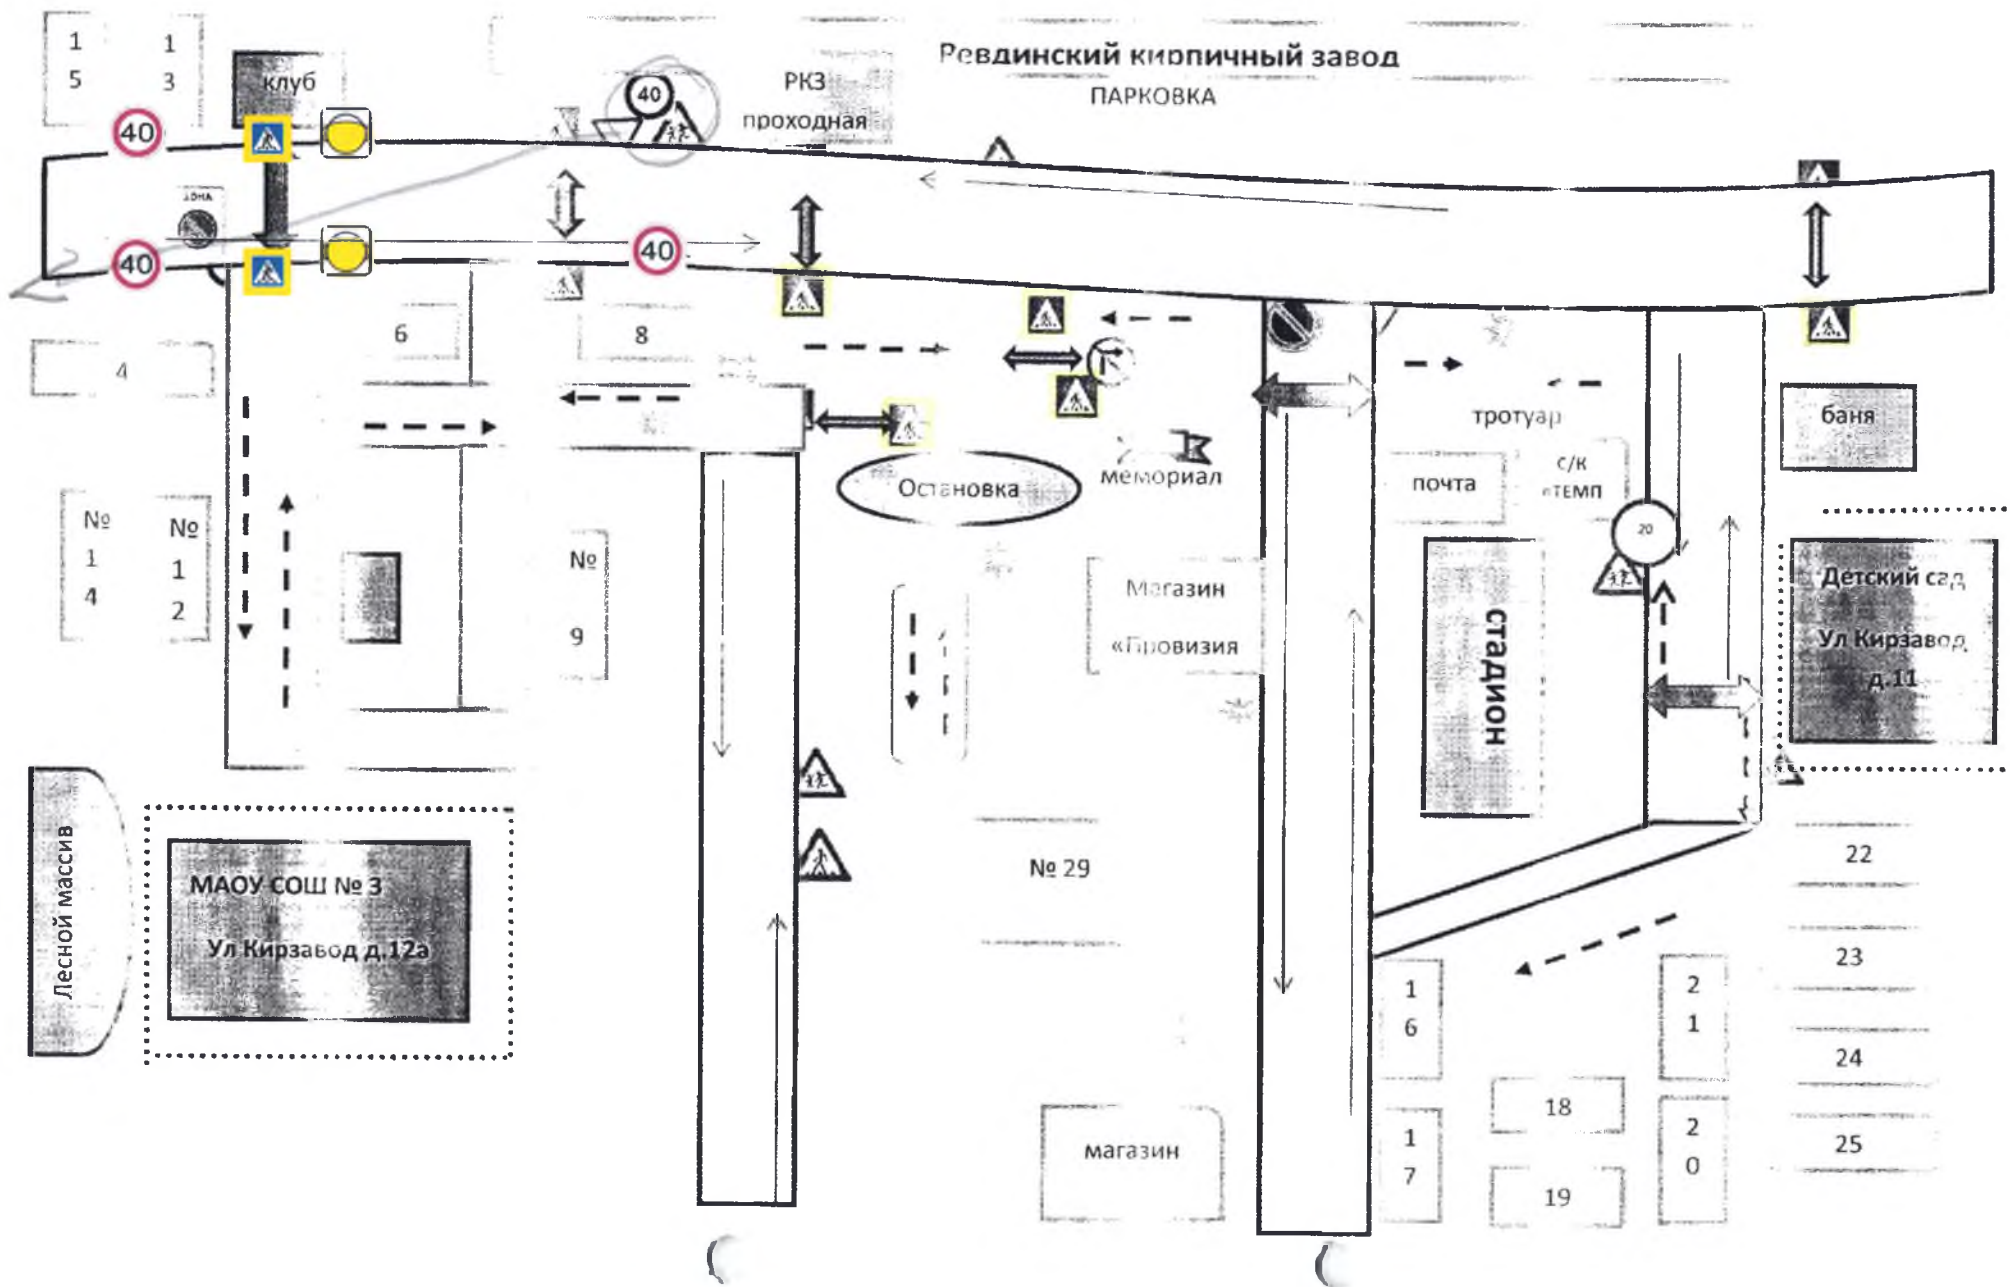 1
5
1
3
клуб
РКЗ
проходная
Ревдинский кирпичный завод
ПАРКОВКА
40
40
ЗОНА
40
40
4
6
8
тротуар
баня
Остановка
мемориал
почта
С/К
«ТЕМП
20
№
1
4
№
1
2
№
9
Магазин
«Провизия
стадион
Детский сад
Ул Кирзавод
д.11
Лесной массив
МАОУ СОШ № 3
Ул Кирзавод д.12а
№ 29
22
23
24
25
1
6
2
1
18
1
7
2
0
19
магазин